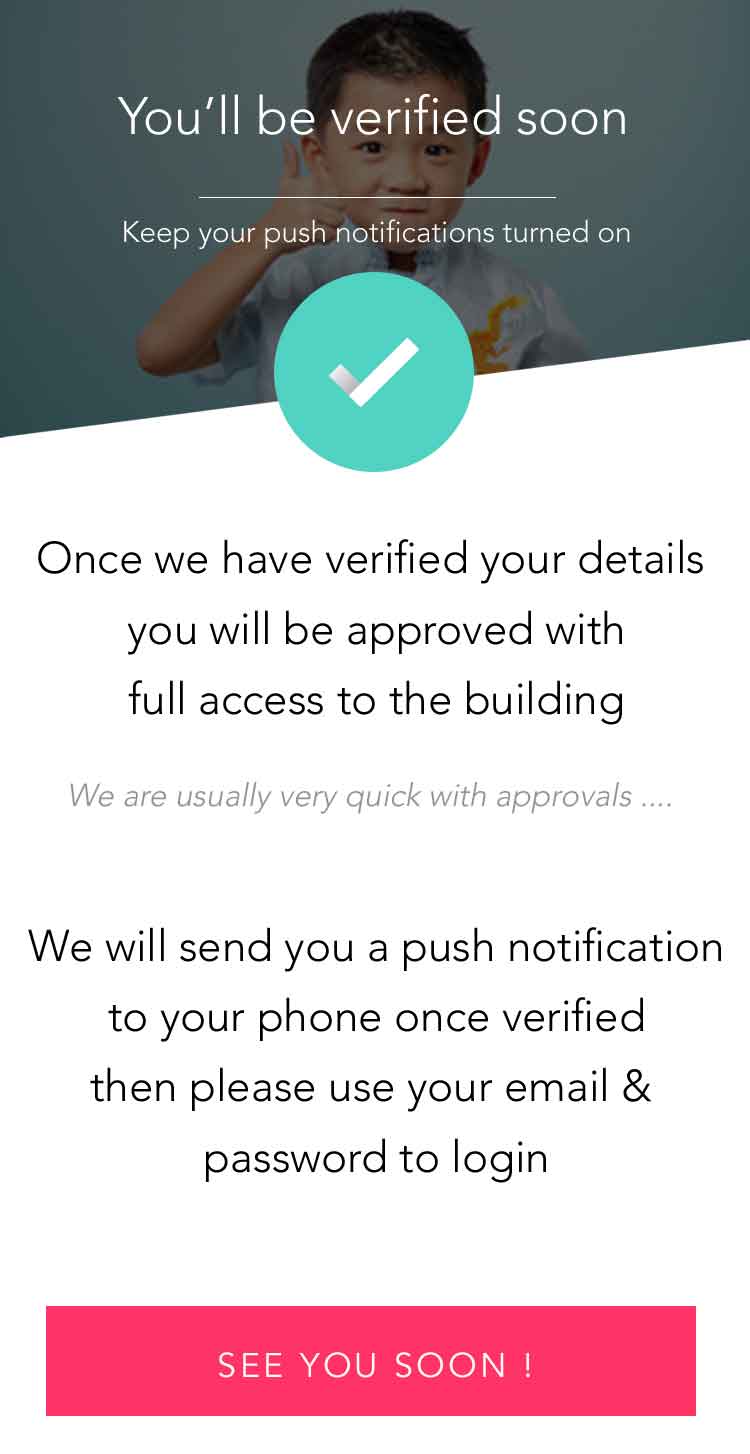 You’ll be verified soon
Keep your push notifications turned on
Once we have verified your details
you will be approved with
full access to the building
We are usually very quick with approvals ....
We will send you a push notification
to your phone once verified
then please use your email &
password to login
SEE YOU SOON !